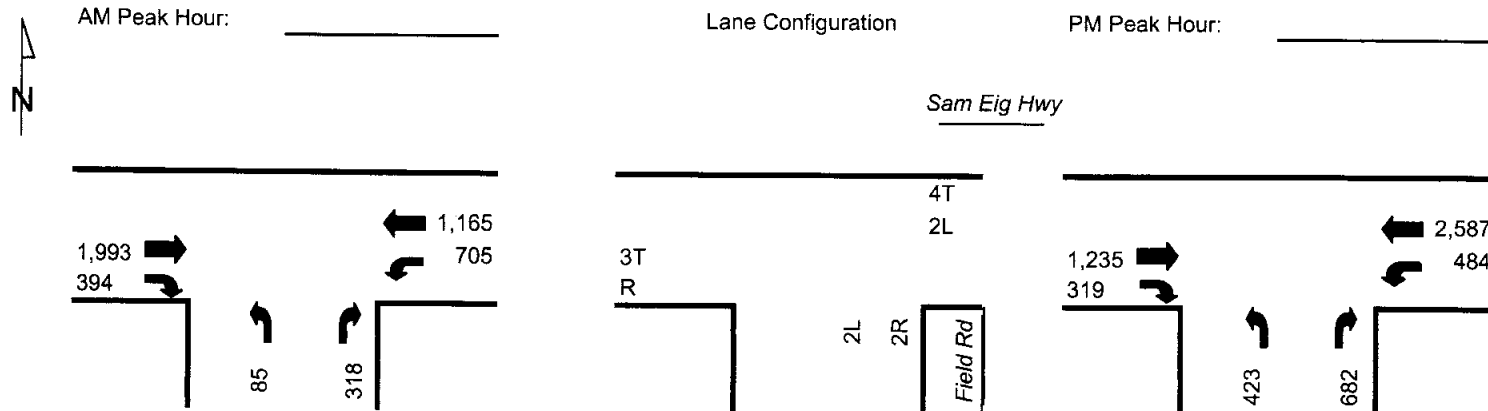 AM Peak Hour:
Lane Configuration
PM Peak Hour:
N
Sam Eig Hwy
1,993
394
1,165
705
85
318
3T
R
4T
2L
2L
2R
Field Rd
1,235
319
2,587
484
423
682